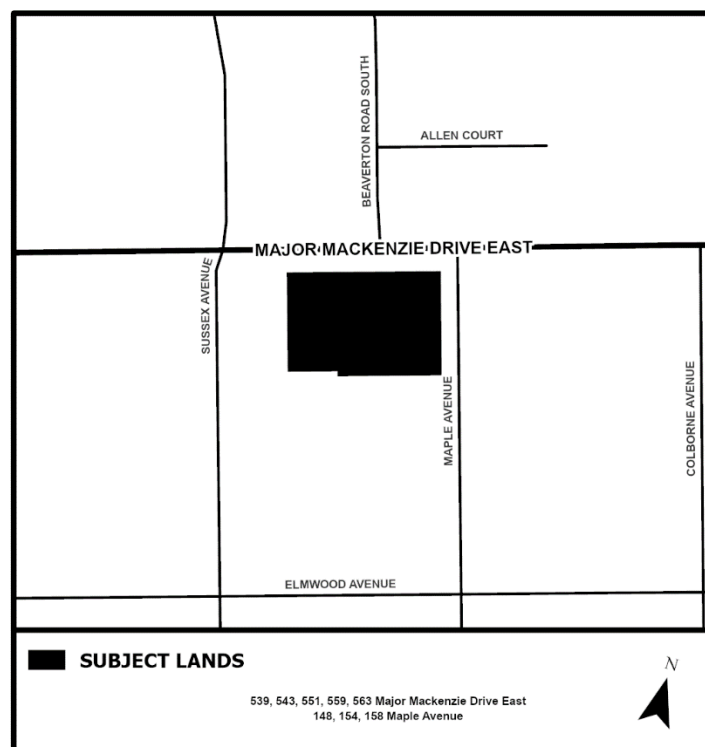 BEAVERTON ROAD SOUTH
ALLEN COURT
MAJOR MACKENZIE DRIVE EAST
SUSSEX AVENUE
MAPLE AVENUE
COLBORNE AVENUE
ELMWOOD AVENUE
SUBJECT LANDS
N
539, 543, 551, 559, 563 Major Mackenzie Drive East
148, 154, 158 Maple Avenue